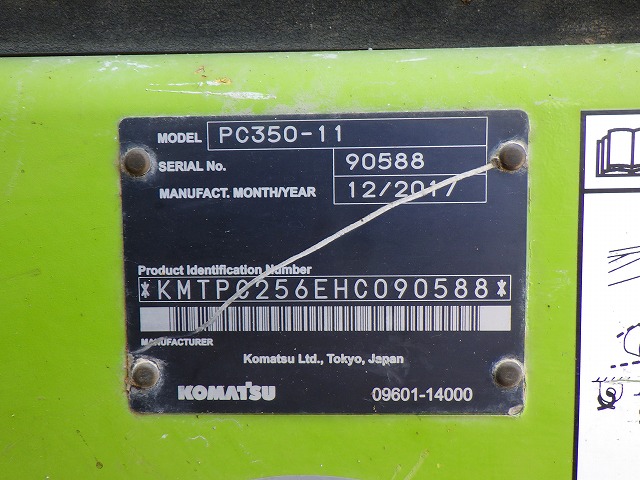 MODEL PC350-11
SERIAL No. 90588
MANUFACT. MONTH/YEAR 12/2017
Product Identification Number
*KMTPC256EHC090588*
MANUFACTURER
Komatsu Ltd., Tokyo, Japan
KOMATSU 09601-14000